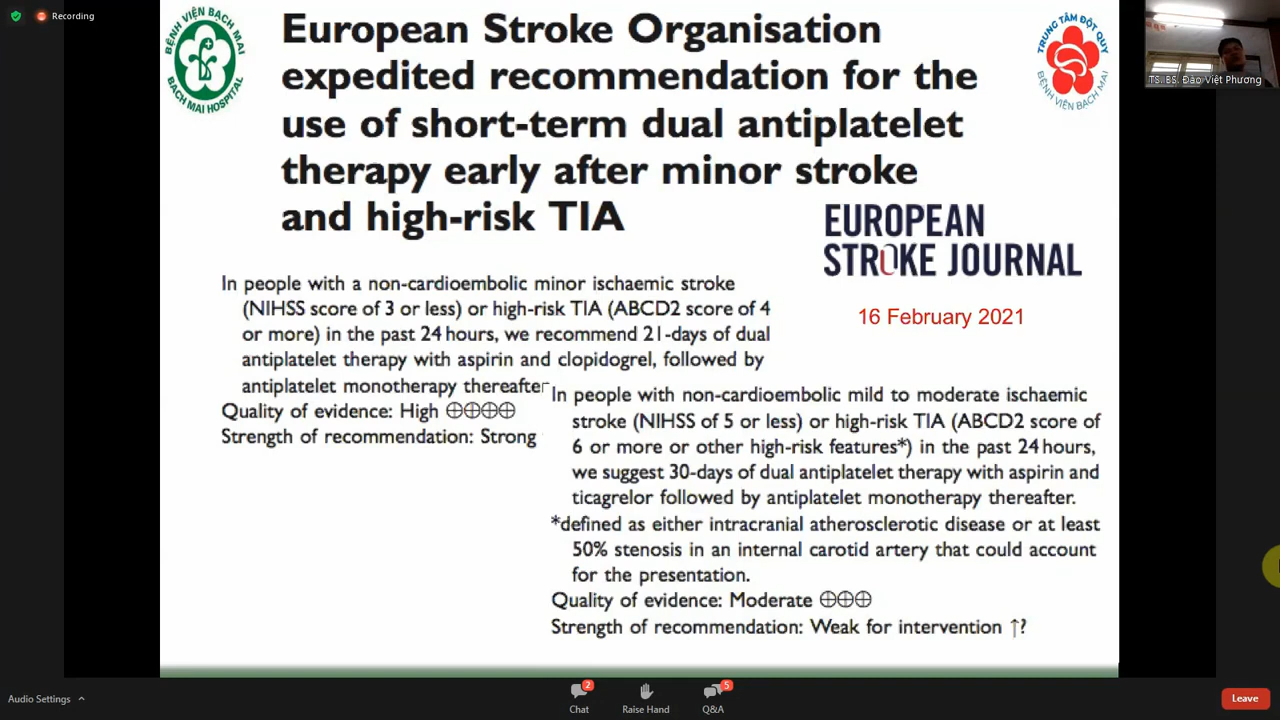 Recording
BỆNH VIỆN BẠCH MAI
BACH MAI HOSPITAL
European Stroke Organisation
expedited recommendation for the
use of short-term dual antiplatelet
therapy early after minor stroke
and high-risk TIA
TRUNG TÂM ĐỘT QUỴ
BỆNH VIỆN BẠCH MAI
TS. BS. Đào Việt Phương
EUROPEAN
STROKE JOURNAL
16 February 2021
In people with a non-cardioembolic minor ischaemic stroke
(NIHSS score of 3 or less) or high-risk TIA (ABCD2 score of 4
or more) in the past 24 hours, we recommend 21-days of dual
antiplatelet therapy with aspirin and clopidogrel, followed by
antiplatelet monotherapy thereafter
Quality of evidence: High ⊕⊕⊕⊕
Strength of recommendation: Strong
In people with non-cardioembolic mild to moderate ischaemic
stroke (NIHSS of 5 or less) or high-risk TIA (ABCD2 score of
6 or more or other high-risk features*) in the past 24 hours,
we suggest 30-days of dual antiplatelet therapy with aspirin and
ticagrelor followed by antiplatelet monotherapy thereafter.
*defined as either intracranial atherosclerotic disease or at least
50% stenosis in an internal carotid artery that could account
for the presentation.
Quality of evidence: Moderate ⊕⊕⊕
Strength of recommendation: Weak for intervention ↑?
Audio Settings
2
Chat
Raise Hand
5
Q&A
Leave